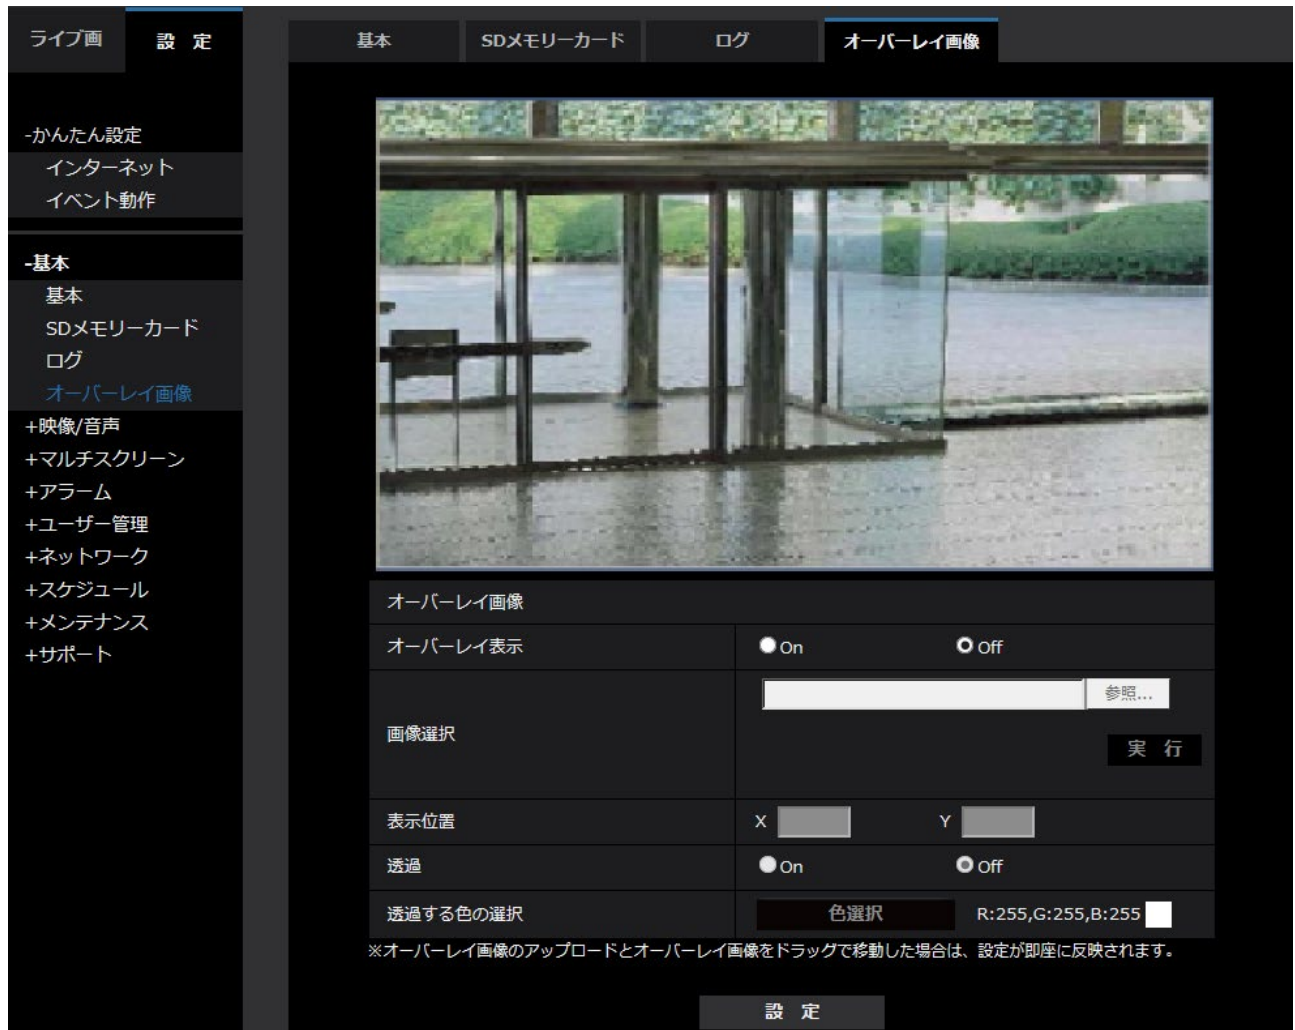 ライブ画 設 定
基本 SDメモリーカード ログ オーバーレイ画像
-かんたん設定
インターネット
イベント動作
-基本
基本
SDメモリーカード
ログ
オーバーレイ画像
+映像/音声
+マルチスクリーン
+アラーム
+ユーザー管理
+ネットワーク
+スケジュール
+メンテナンス
+サポート
オーバーレイ画像
オーバーレイ表示 On Off
画像選択 参照...
実 行
表示位置 X Y
透過 On Off
透過する色の選択 色選択 R:255,G:255,B:255
※オーバーレイ画像のアップロードとオーバーレイ画像をドラッグで移動した場合は、設定が即座に反映されます。
設 定